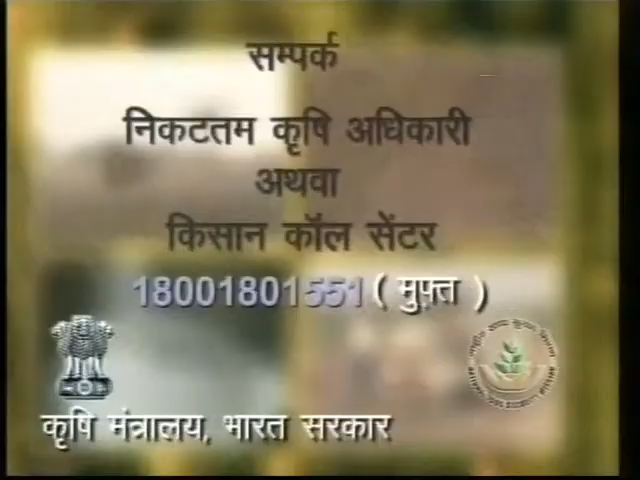 सम्पर्क
निकटतम कृषि अधिकारी
अथवा
किसान कॉल सेंटर
18001801551 ( मुफ़्त )
कृषि मंत्रालय, भारत सरकार